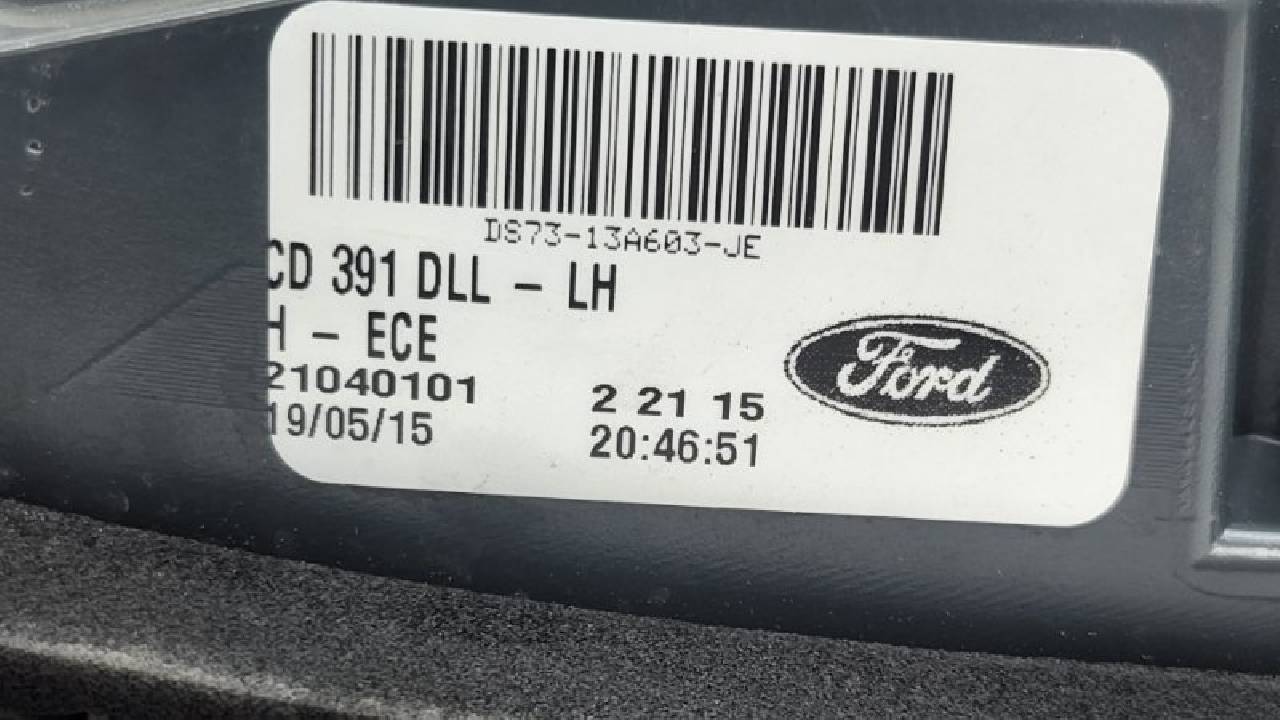 DS73-13A603-JE
CD 391 DLL - LH
H - ECE
21040101 2 21 15
19/05/15 20:46:51
Ford